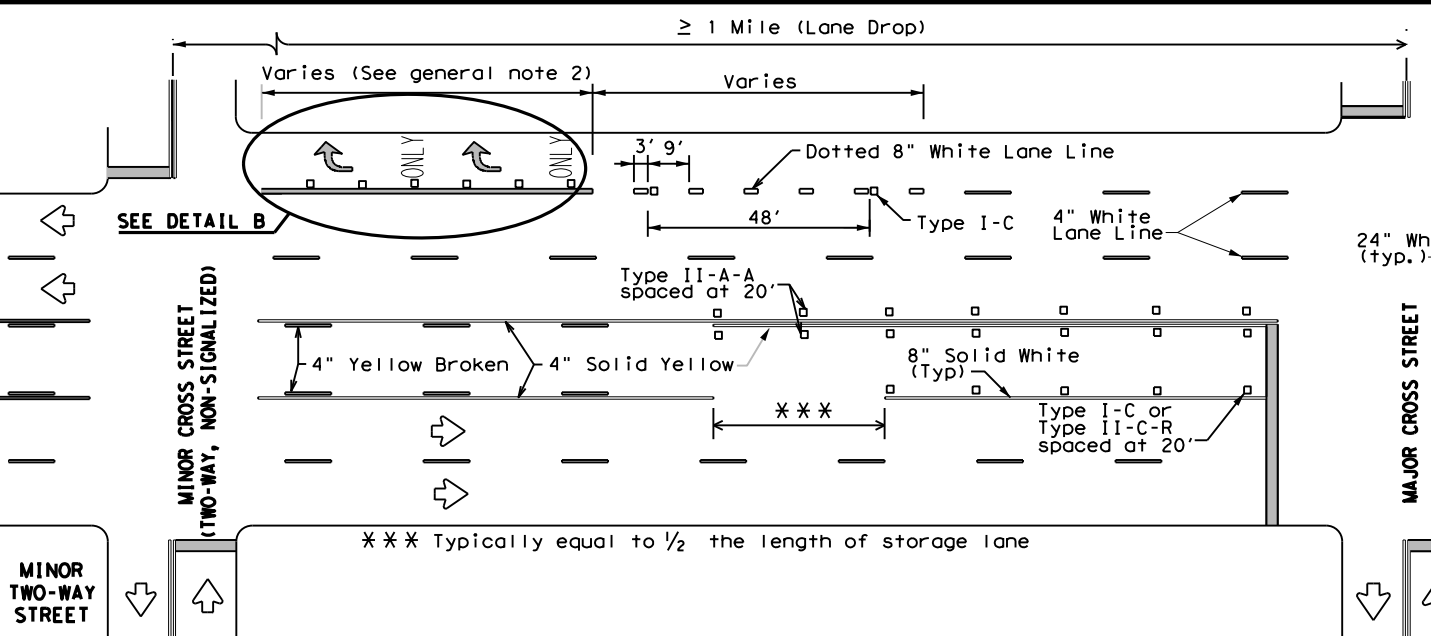 ≥ 1 Mile (Lane Drop)
Varies (See general note 2)
Varies
ONLY
ONLY
3' 9'
Dotted 8" White Lane Line
SEE DETAIL B
48'
Type I-C
4" White
Lane Line
24" Wh
(typ.)
Type II-A-A
spaced at 20'
MINOR CROSS STREET
(TWO-WAY, NON-SIGNALIZED)
4" Yellow Broken
4" Solid Yellow
8" Solid White
(Typ)
***
Type I-C or
Type II-C-R
spaced at 20'
MAJOR CROSS STREET
*** Typically equal to ½ the length of storage lane
MINOR
TWO-WAY
STREET